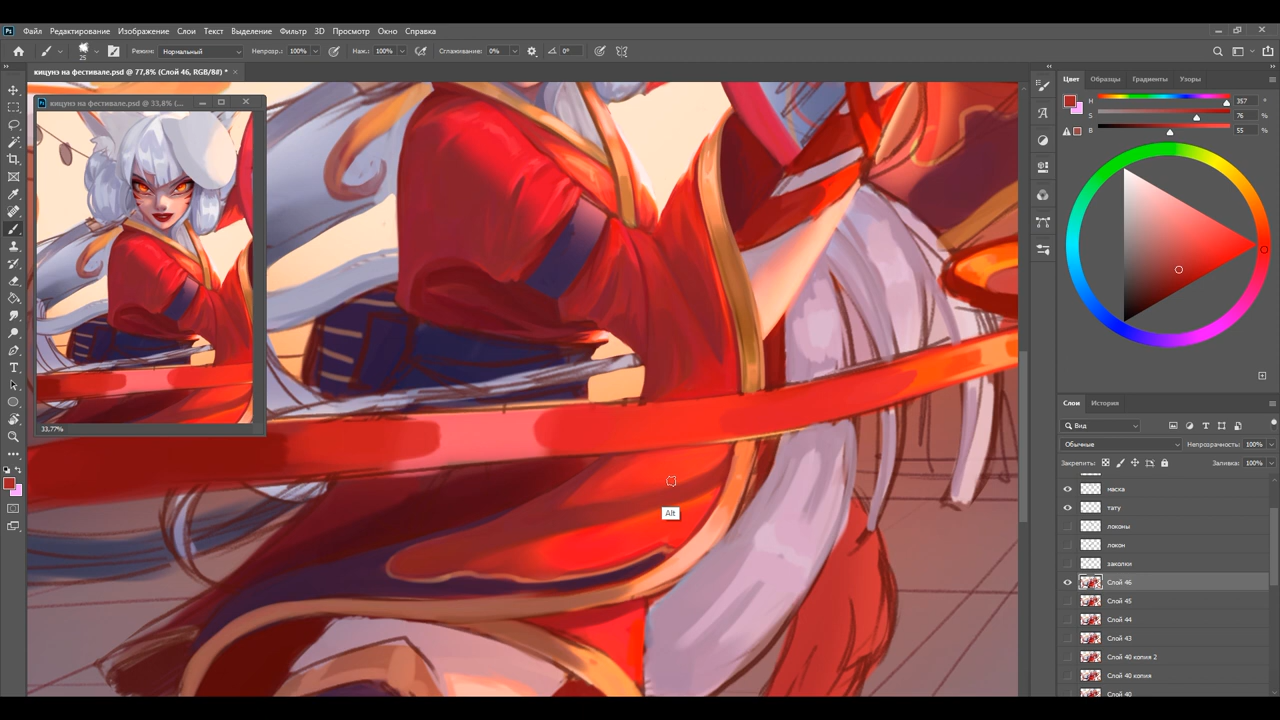 Ps Файл Редактирование Изображение Слои Текст Выделение Фильтр 3D Просмотр Окно Справка
25 Режим: Нормальный Непрозр.: 100% Наж.: 100% Сглаживание: 0% 0°
кицунэ на фестивале.psd @ 77,8% (Слой 46, RGB/8#) *
кицунэ на фестивале.psd @ 33,8% (...
33,77%
Alt
Цвет Образцы Градиенты Узоры
H 357 °
S 76 %
B 55 %
Слои История
Вид
Обычные Непрозрачность: 100%
Закрепить: Заливка: 100%
маска
тату
локоны
локон
заколки
Слой 46
Слой 45
Слой 44
Слой 43
Слой 40 копия 2
Слой 40 копия
Слой 40